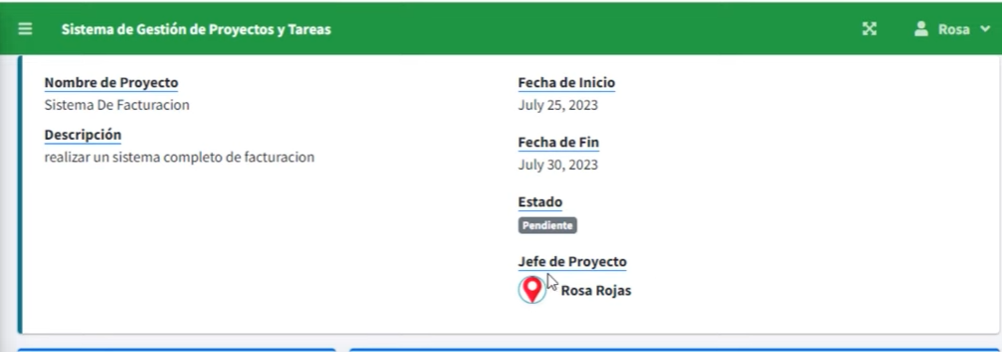 Sistema de Gestión de Proyectos y Tareas
Rosa
Nombre de Proyecto
Sistema De Facturacion
Descripción
realizar un sistema completo de facturacion
Fecha de Inicio
July 25, 2023
Fecha de Fin
July 30, 2023
Estado
Pendiente
Jefe de Proyecto
Rosa Rojas